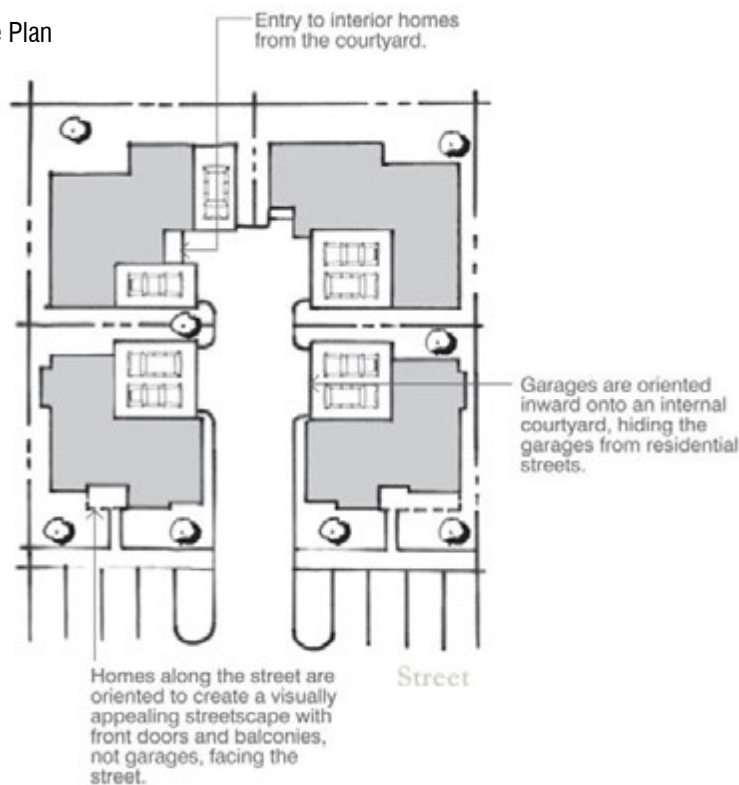 Entry to interior homes
from the courtyard.
Plan
Garages are oriented
inward onto an internal
courtyard, hiding the
garages from residential
streets.
Street
Homes along the street are
oriented to create a visually
appealing streetscape with
front doors and balconies,
not garages, facing the
street.